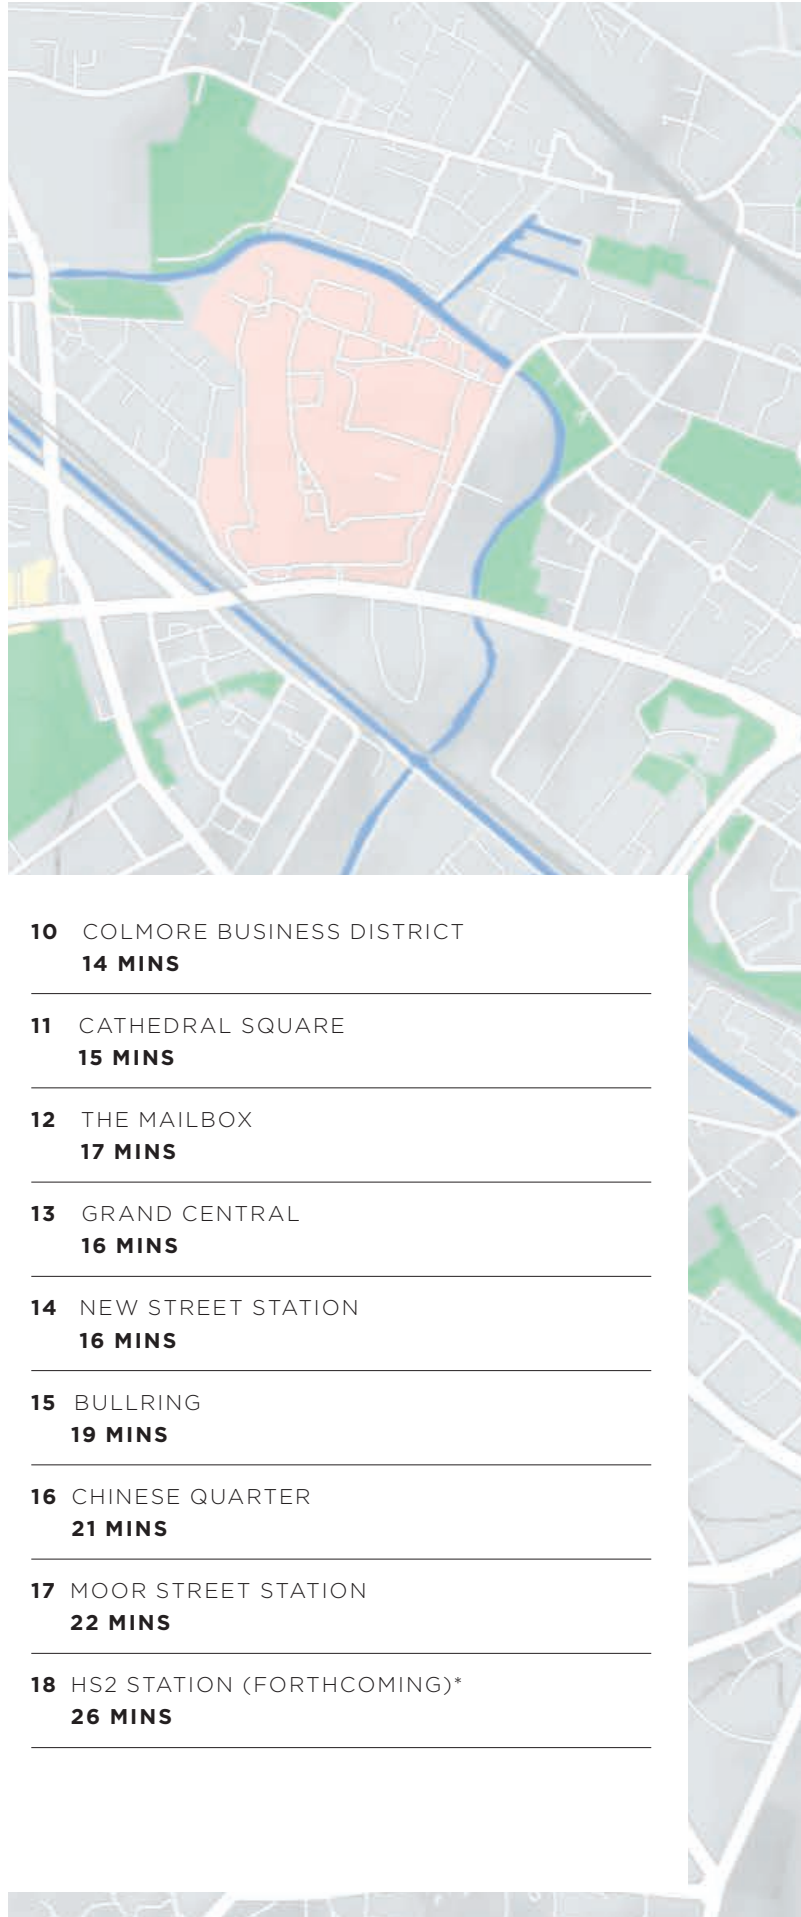 10 COLMORE BUSINESS DISTRICT
14 MINS
11 CATHEDRAL SQUARE
15 MINS
12 THE MAILBOX
17 MINS
13 GRAND CENTRAL
16 MINS
14 NEW STREET STATION
16 MINS
15 BULLRING
19 MINS
16 CHINESE QUARTER
21 MINS
17 MOOR STREET STATION
22 MINS
18 HS2 STATION (FORTHCOMING)*
26 MINS